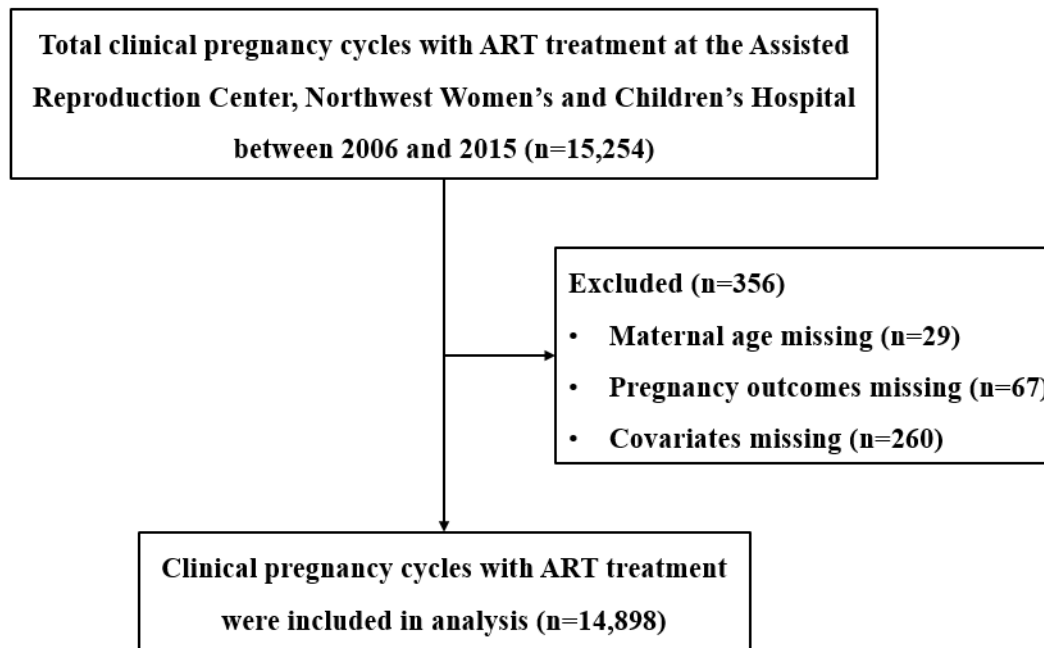 Total clinical pregnancy cycles with ART treatment at the Assisted
Reproduction Center, Northwest Women’s and Children’s Hospital
between 2006 and 2015 (n=15,254)
Excluded (n=356)
• Maternal age missing (n=29)
• Pregnancy outcomes missing (n=67)
• Covariates missing (n=260)
Clinical pregnancy cycles with ART treatment
were included in analysis (n=14,898)